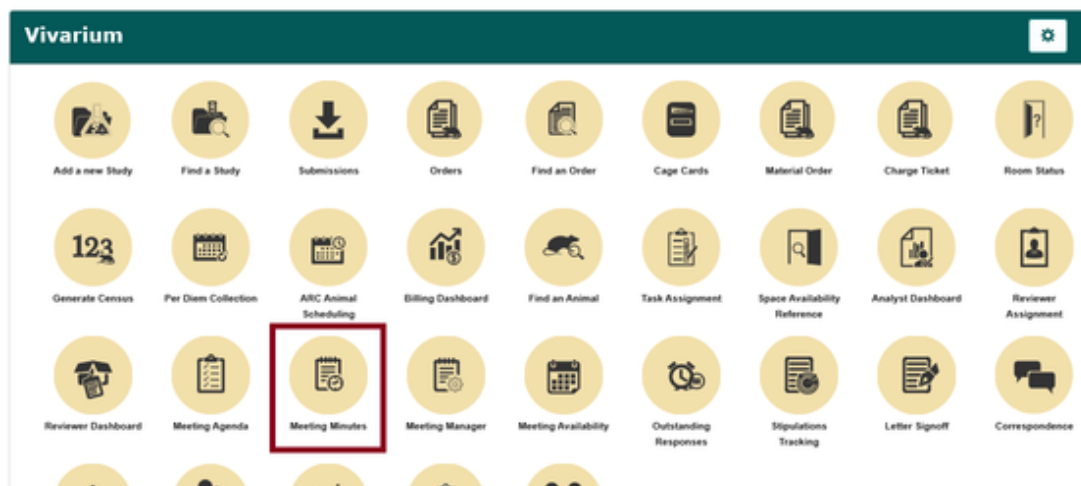 Vivarium
Add a new Study
Find a Study
Submissions
Orders
Find an Order
Cage Cards
Material Order
Charge Ticket
Room Status
?
123
$
Generate Census
Per Diem Collection
ARC Animal
Scheduling
Billing Dashboard
Find an Animal
Task Assignment
Space Availability
Reference
Analyst Dashboard
Reviewer
Assignment
Reviewer Dashboard
Meeting Agenda
Meeting Minutes
Meeting Manager
Meeting Availability
Outstanding
Responses
Stipulations
Tracking
Letter Signoff
Correspondence